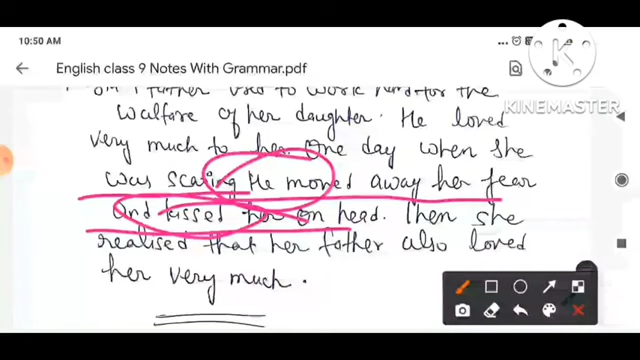 10:50 AM
English class 9 Notes With Grammar.pdf
KINEMASTER
father used to work hard for the
walfare of her daughter. He loved
very much to her. One day when she
was scaring He moved away her fear
and kissed her on head. Then she
realised that her father also loved
her very much.